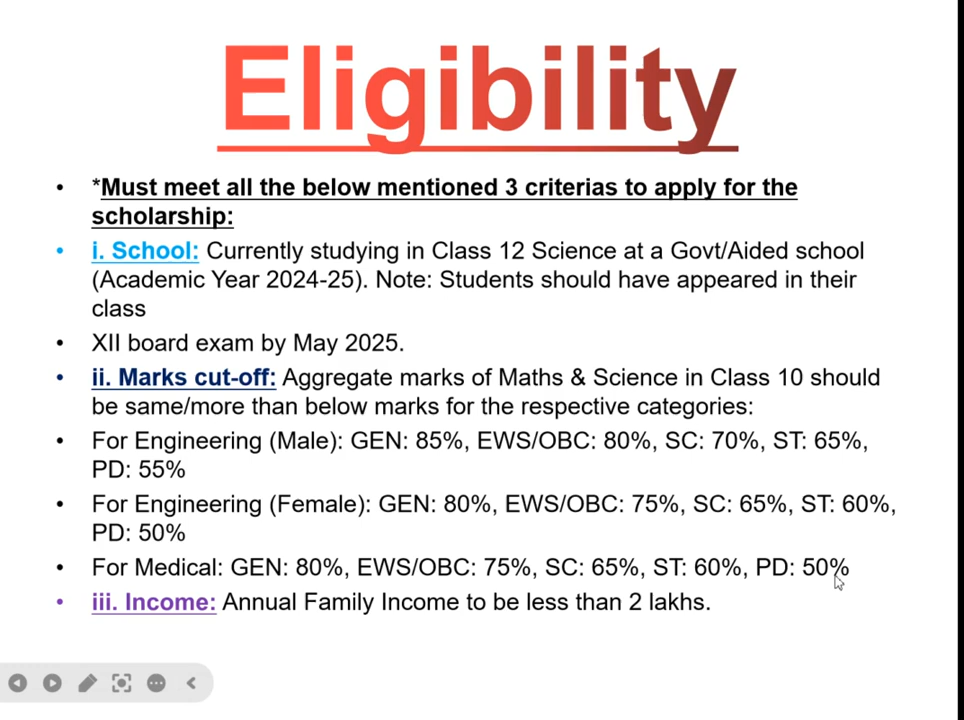 Eligibility
• *Must meet all the below mentioned 3 criterias to apply for the
scholarship:
• i. School: Currently studying in Class 12 Science at a Govt/Aided school
(Academic Year 2024-25). Note: Students should have appeared in their
class
• XII board exam by May 2025.
• ii. Marks cut-off: Aggregate marks of Maths & Science in Class 10 should
be same/more than below marks for the respective categories:
• For Engineering (Male): GEN: 85%, EWS/OBC: 80%, SC: 70%, ST: 65%,
PD: 55%
• For Engineering (Female): GEN: 80%, EWS/OBC: 75%, SC: 65%, ST: 60%,
PD: 50%
• For Medical: GEN: 80%, EWS/OBC: 75%, SC: 65%, ST: 60%, PD: 50%
• iii. Income: Annual Family Income to be less than 2 lakhs.